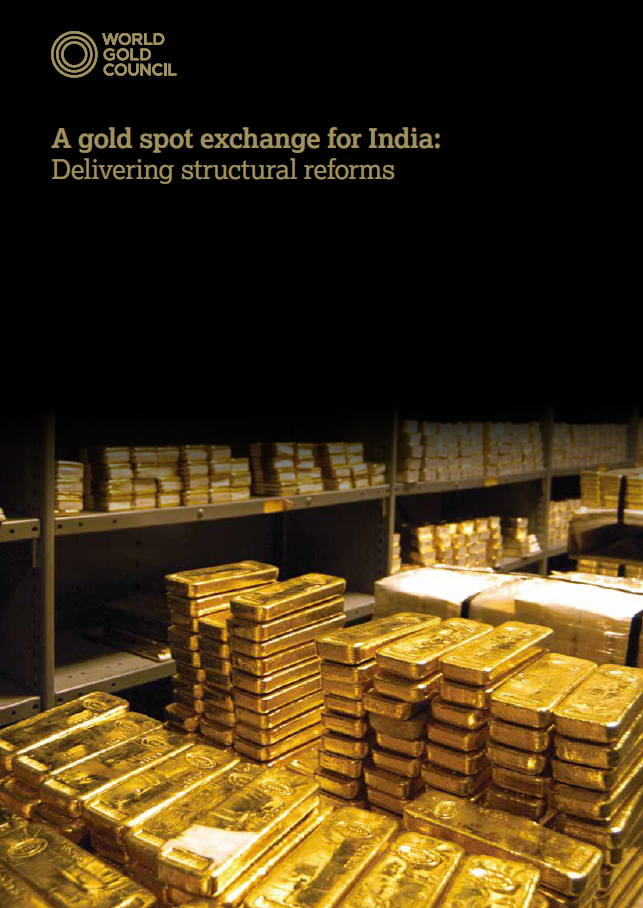 WORLD
GOLD
COUNCIL
A gold spot exchange for India:
Delivering structural reforms